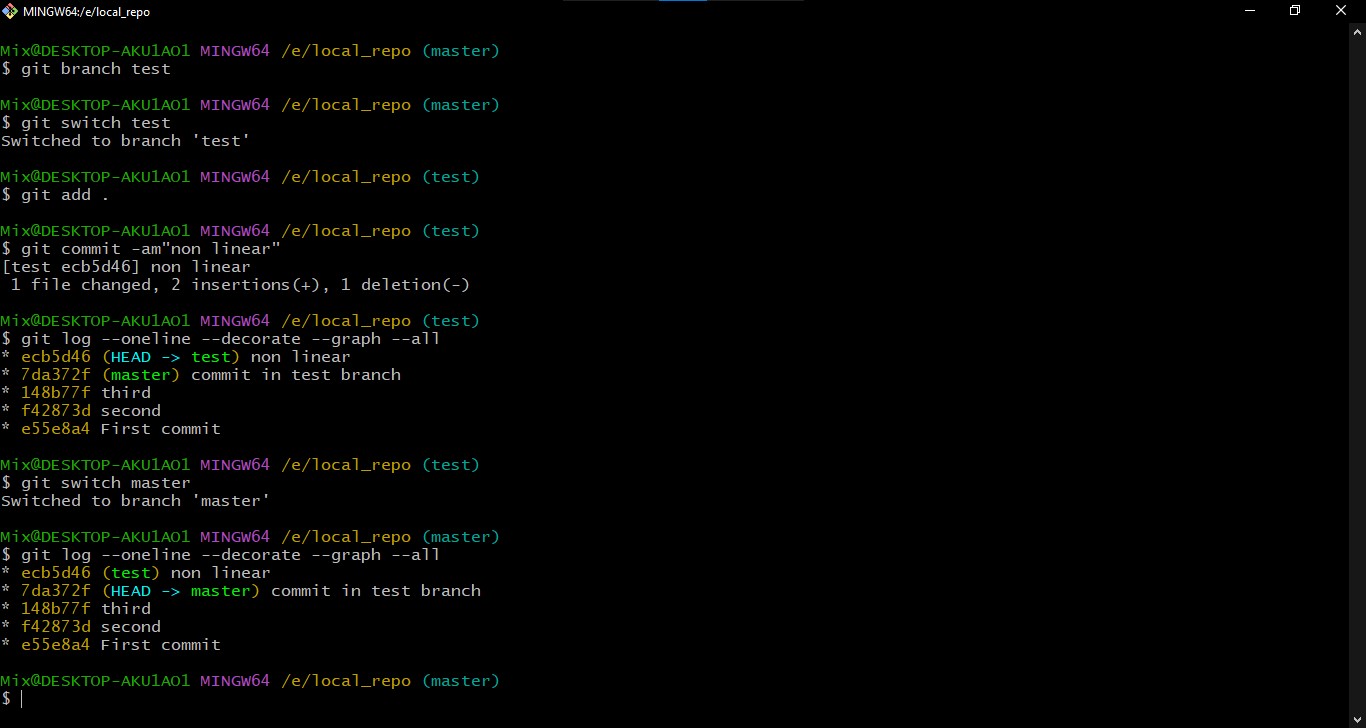 MINGW64:/e/local_repo
Mix@DESKTOP-AKU1AO1 MINGW64 /e/local_repo (master)
$ git branch test
Mix@DESKTOP-AKU1AO1 MINGW64 /e/local_repo (master)
$ git switch test
Switched to branch 'test'
Mix@DESKTOP-AKU1AO1 MINGW64 /e/local_repo (test)
$ git add .
Mix@DESKTOP-AKU1AO1 MINGW64 /e/local_repo (test)
$ git commit -am"non linear"
[test ecb5d46] non linear
 1 file changed, 2 insertions(+), 1 deletion(-)
Mix@DESKTOP-AKU1AO1 MINGW64 /e/local_repo (test)
$ git log --oneline --decorate --graph --all
* ecb5d46 (HEAD -> test) non linear
* 7da372f (master) commit in test branch
* 148b77f third
* f42873d second
* e55e8a4 First commit
Mix@DESKTOP-AKU1AO1 MINGW64 /e/local_repo (test)
$ git switch master
Switched to branch 'master'
Mix@DESKTOP-AKU1AO1 MINGW64 /e/local_repo (master)
$ git log --oneline --decorate --graph --all
* ecb5d46 (test) non linear
* 7da372f (HEAD -> master) commit in test branch
* 148b77f third
* f42873d second
* e55e8a4 First commit
Mix@DESKTOP-AKU1AO1 MINGW64 /e/local_repo (master)
$